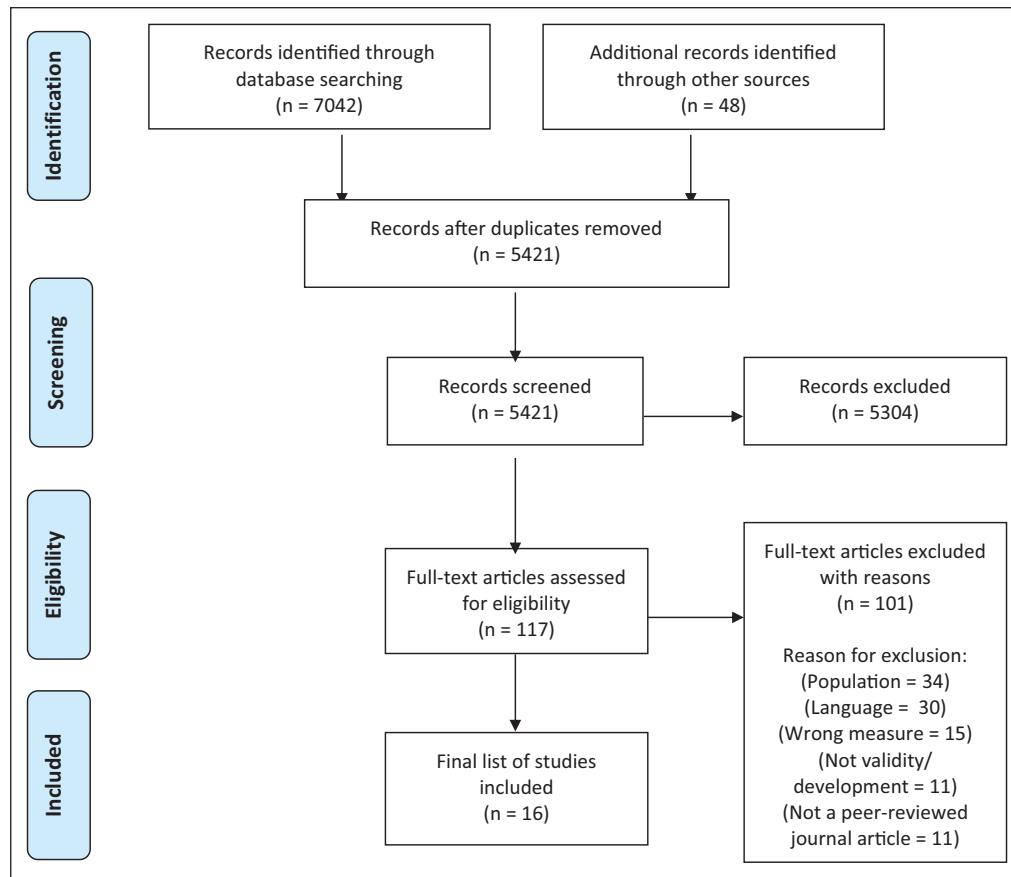 Identification
Records identified through
database searching
(n = 7042)
Additional records identified
through other sources
(n = 48)
Records after duplicates removed
(n = 5421)
Screening
Records screened
(n = 5421)
Records excluded
(n = 5304)
Eligibility
Full-text articles assessed
for eligibility
(n = 117)
Full-text articles excluded
with reasons
(n = 101)
Reason for exclusion:
(Population = 34)
(Language = 30)
(Wrong measure = 15)
(Not validity/
development = 11)
(Not a peer-reviewed
journal article = 11)
Included
Final list of studies
included
(n = 16)